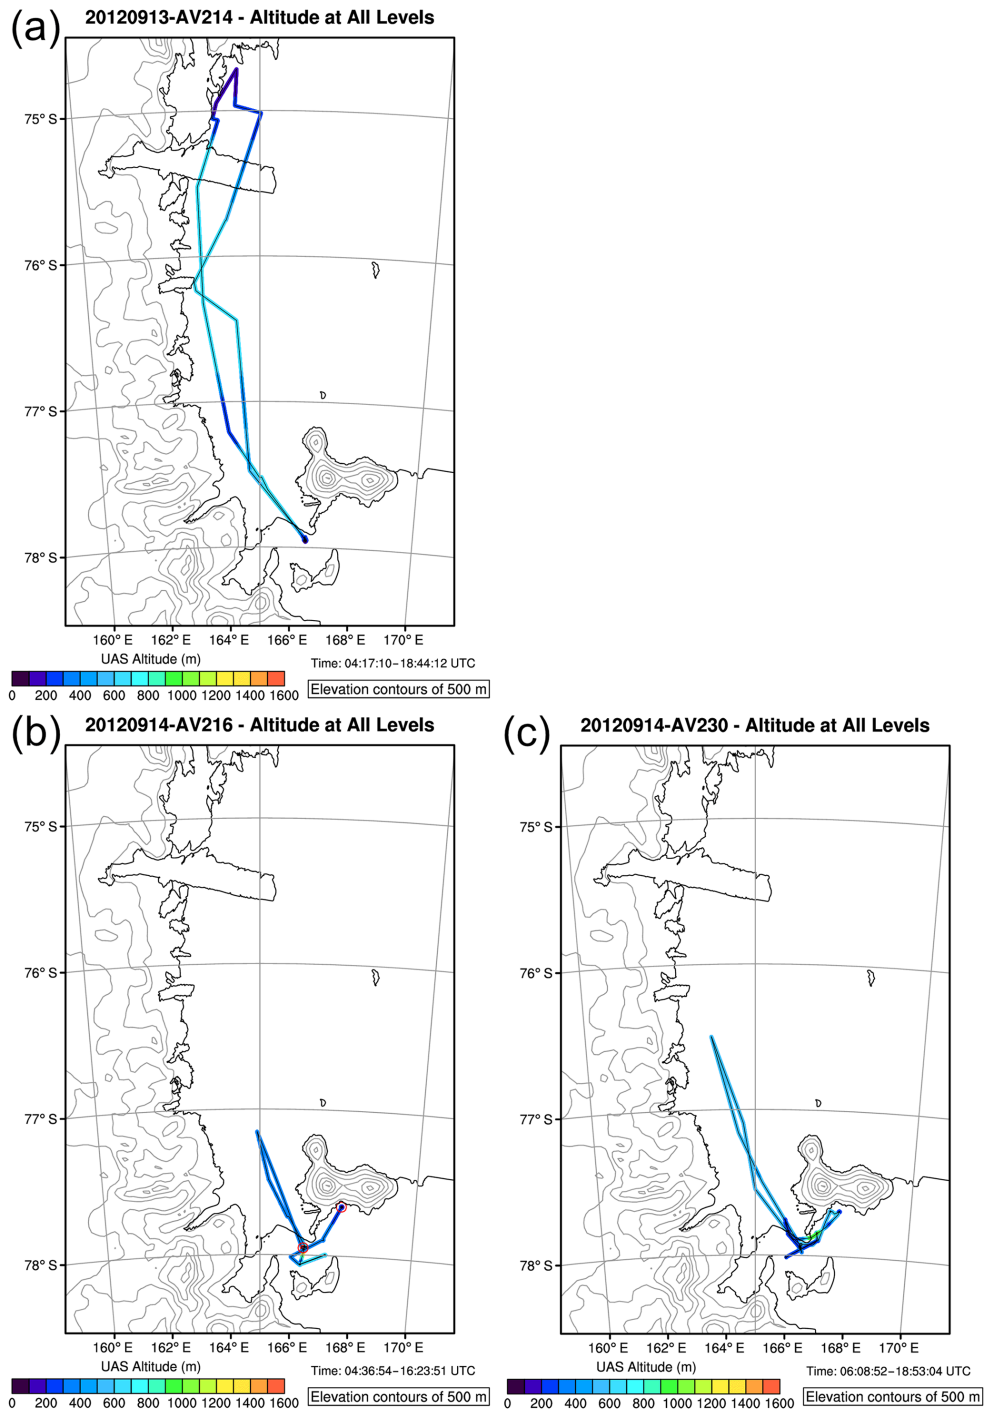 (a) 20120913-AV214 - Altitude at All Levels
75° S
76° S
77° S
78° S
160° E 162° E 164° E 166° E 168° E 170° E
UAS Altitude (m) Time: 04:17:10-18:44:12 UTC
0 200 400 600 800 1000 1200 1400 1600
Elevation contours of 500 m
(b) 20120914-AV216 - Altitude at All Levels
75° S
76° S
77° S
78° S
160° E 162° E 164° E 166° E 168° E 170° E
UAS Altitude (m) Time: 04:36:54-16:23:51 UTC
0 200 400 600 800 1000 1200 1400 1600
Elevation contours of 500 m
(c) 20120914-AV230 - Altitude at All Levels
75° S
76° S
77° S
78° S
160° E 162° E 164° E 166° E 168° E 170° E
UAS Altitude (m) Time: 06:08:52-18:53:04 UTC
0 200 400 600 800 1000 1200 1400 1600
Elevation contours of 500 m